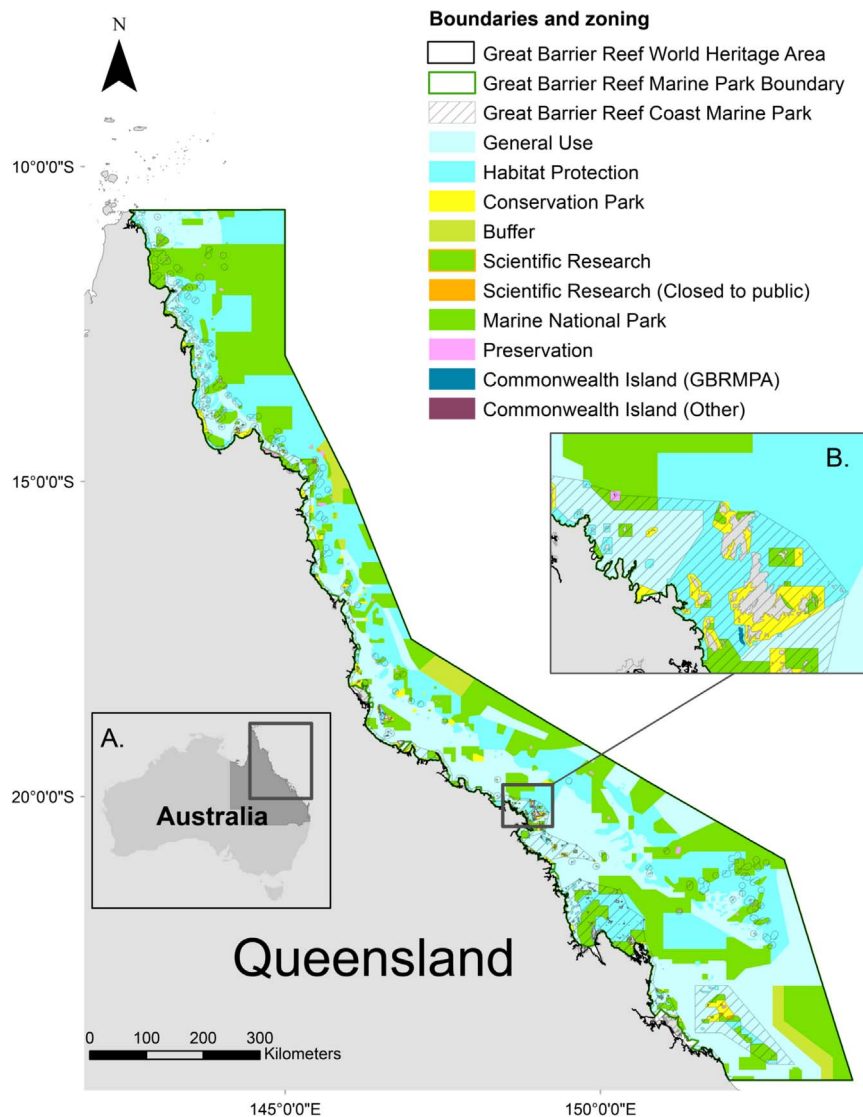 Boundaries and zoning
N
Great Barrier Reef World Heritage Area
Great Barrier Reef Marine Park Boundary
Great Barrier Reef Coast Marine Park
General Use
Habitat Protection
Conservation Park
Buffer
Scientific Research
Scientific Research (Closed to public)
Marine National Park
Preservation
Commonwealth Island (GBRMPA)
Commonwealth Island (Other)
10°0'0"S
15°0'0"S
20°0'0"S
B.
A.
Australia
Queensland
0 100 200 300
Kilometers
145°0'0"E
150°0'0"E